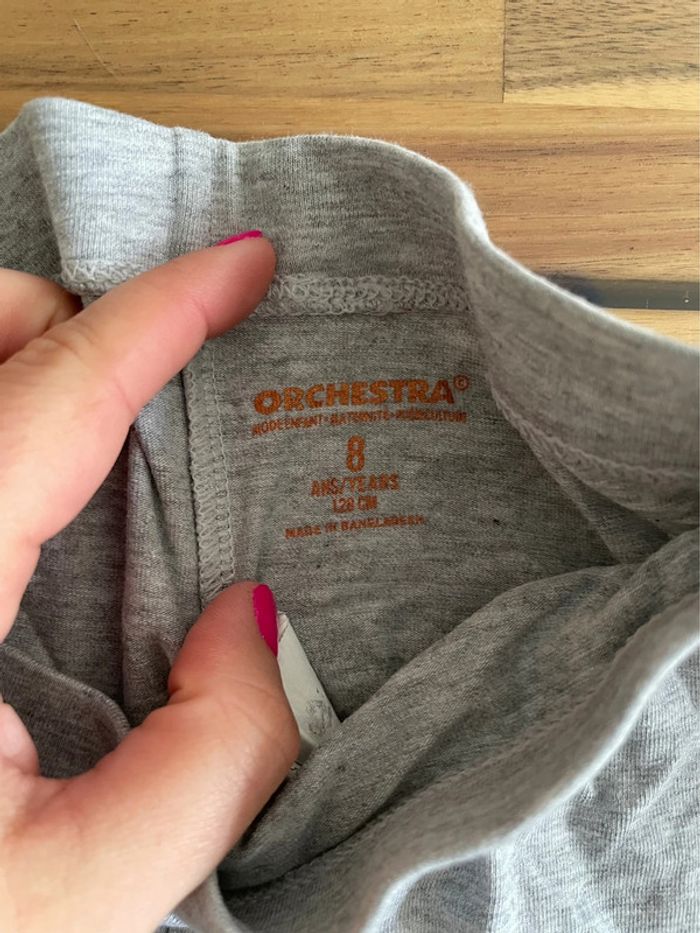 ORCHESTRA©
MODE ENFANT·MATERNITÉ·PUÉRICULTURE
8
ANS/YEARS
128 CM
MADE IN BANGLADESH